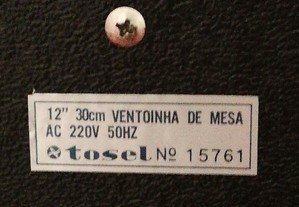 12" 30cm VENTOINHA DE MESA
AC 220V 50HZ
tosel Nº 15761